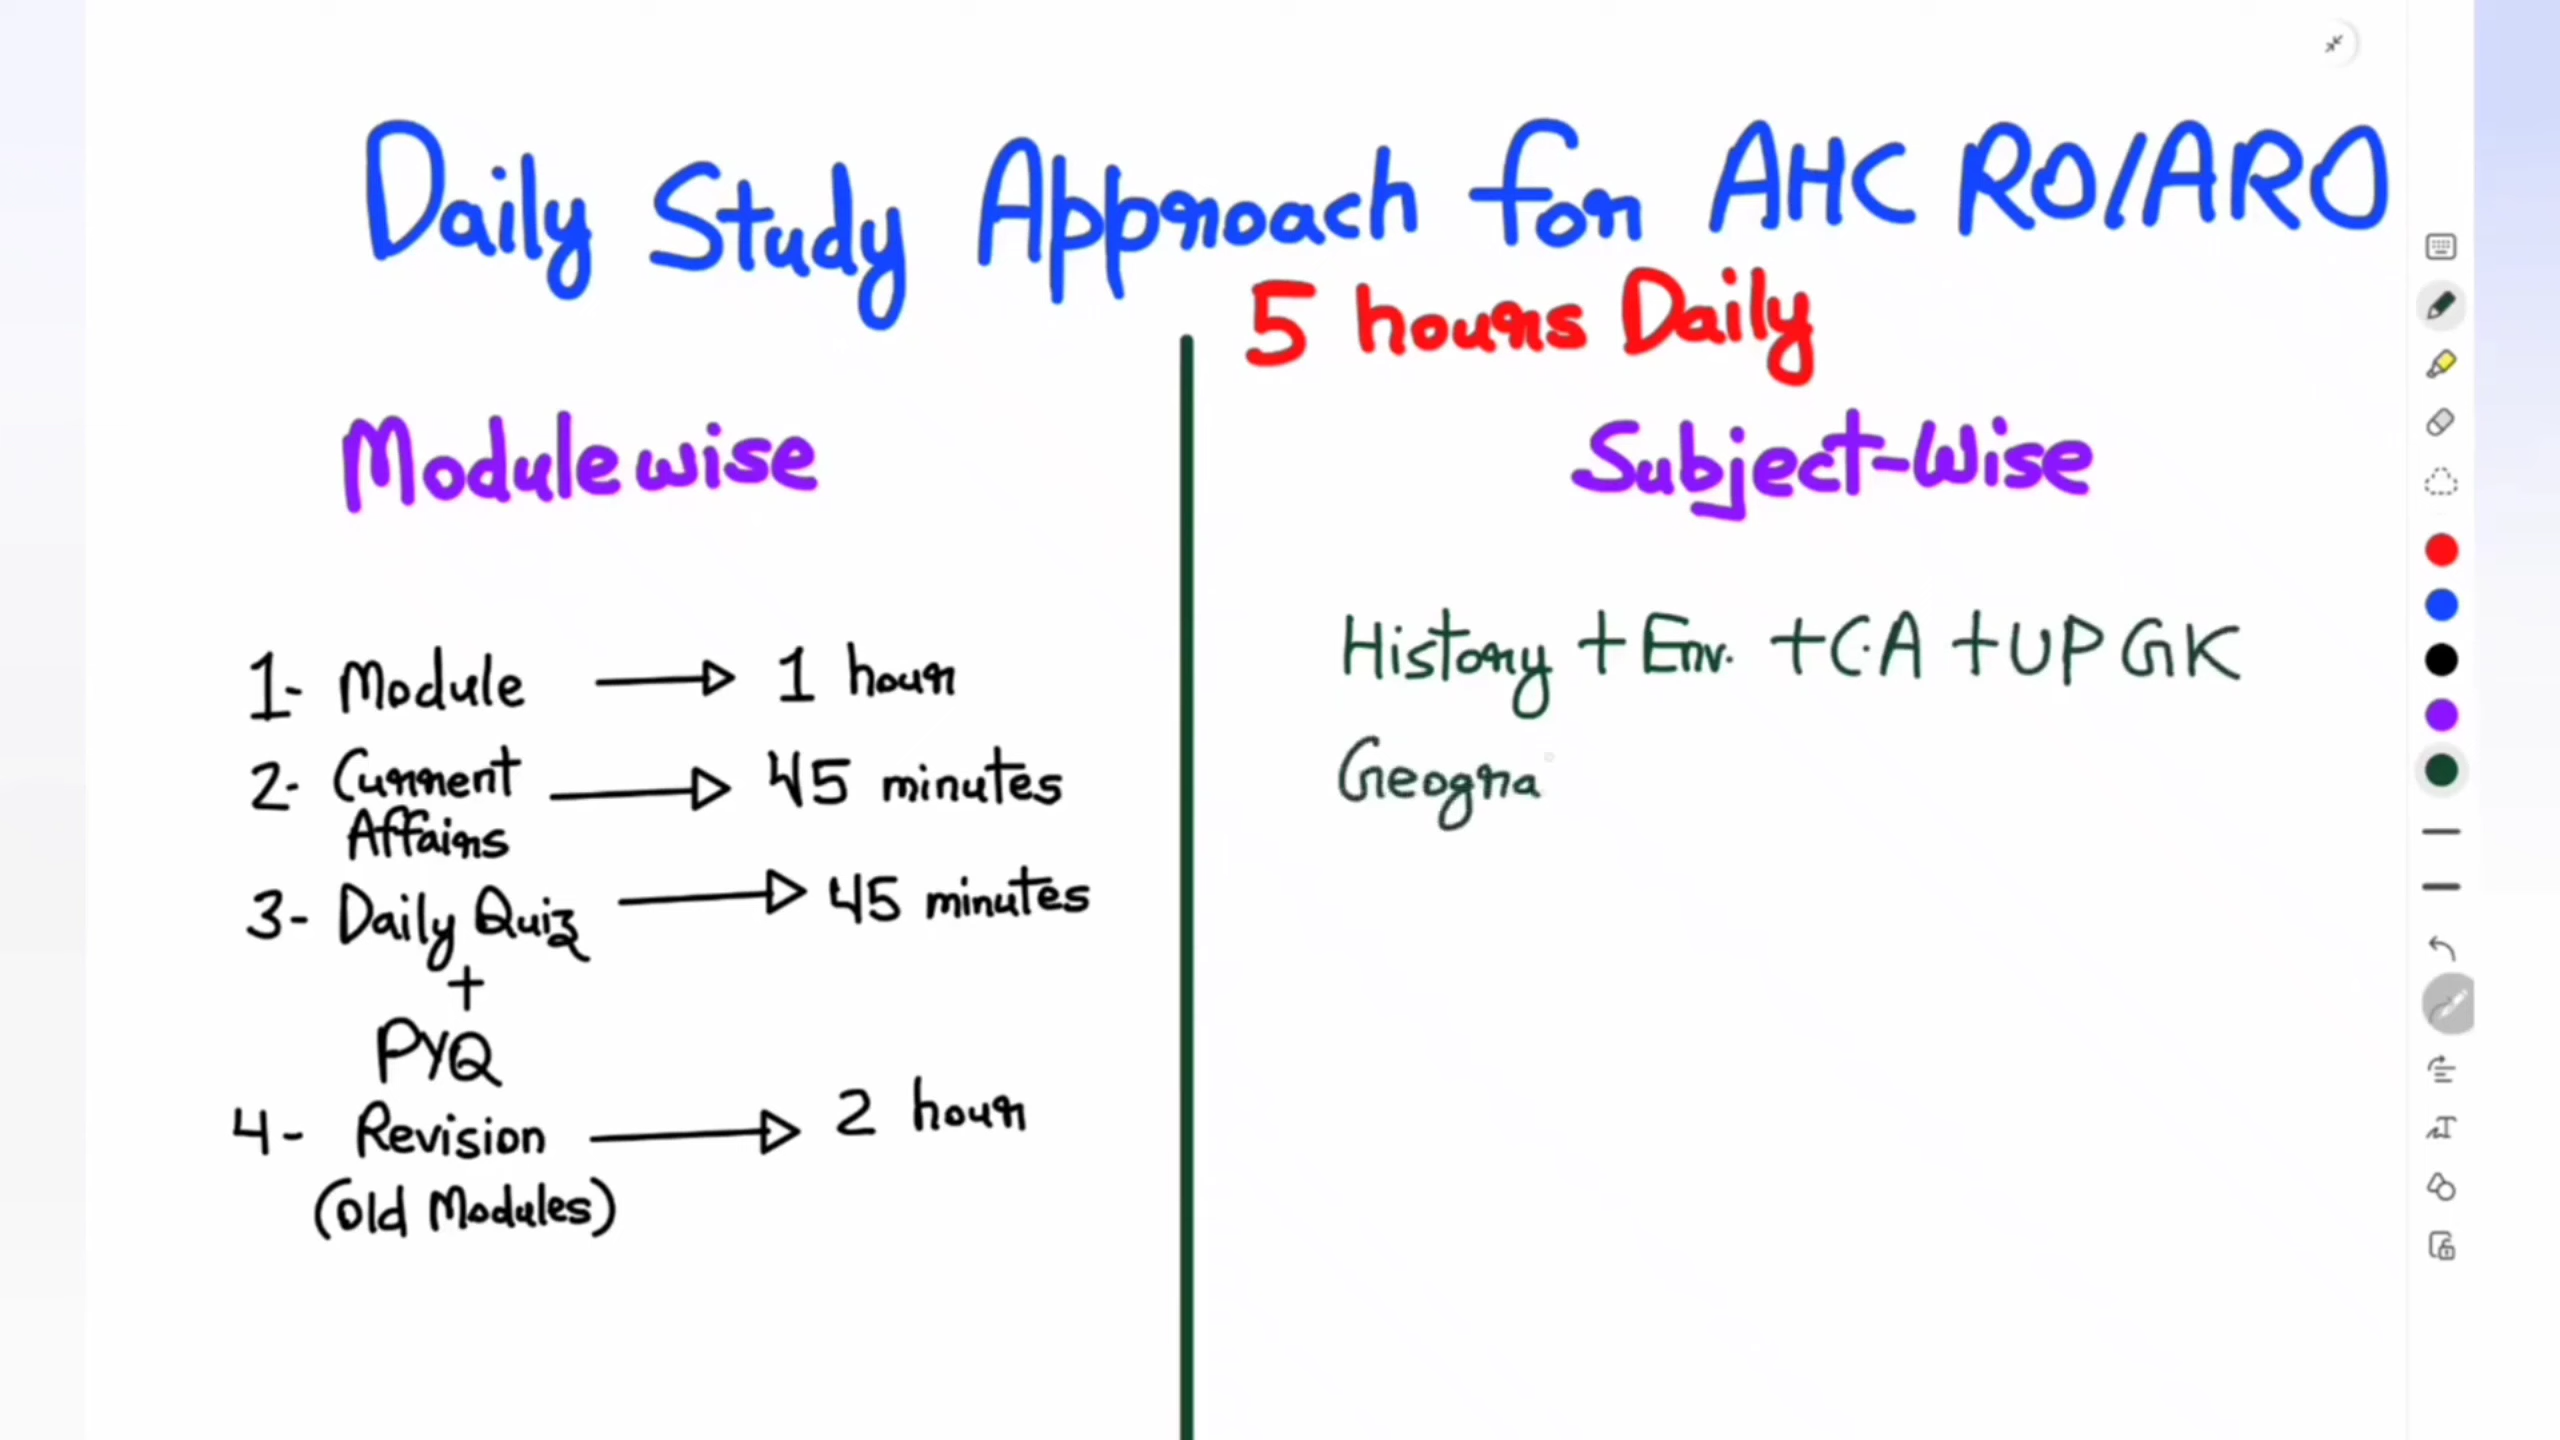 Daily Study Approach for AHC RO/ARO
5 hours Daily
Modulewise
1- Module → 1 hour
2- Current Affairs → 45 minutes
3- Daily Quiz → 45 minutes
+
PYQ
4- Revision → 2 hour
(Old Modules)
Subject-Wise
History + Env. + C.A + UP GK
Geogra